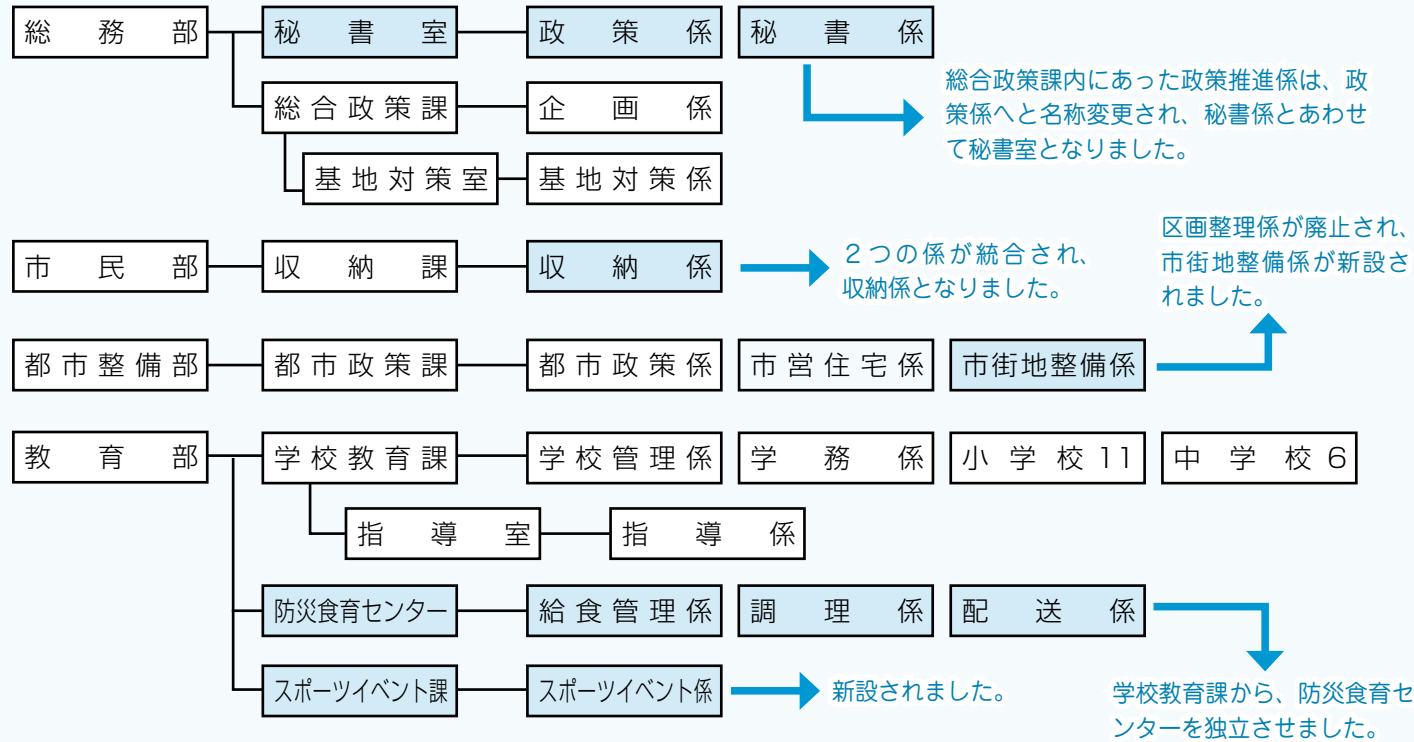 総務部 秘書室 政策係 秘書係
総合政策課内にあった政策推進係は、政
策係へと名称変更され、秘書係とあわせ
て秘書室となりました。
総合政策課 企画係
基地対策室 基地対策係
市民部 収納課 収納係
２つの係が統合され、
収納係となりました。
区画整理係が廃止され、
市街地整備係が新設さ
れました。
都市整備部 都市政策課 都市政策係 市営住宅係 市街地整備係
教育部 学校教育課 学校管理係 学務係 小学校11 中学校6
指導室 指導係
防災食育センター 給食管理係 調理係 配送係
スポーツイベント課 スポーツイベント係
新設されました。
学校教育課から、防災食育セ
ンターを独立させました。